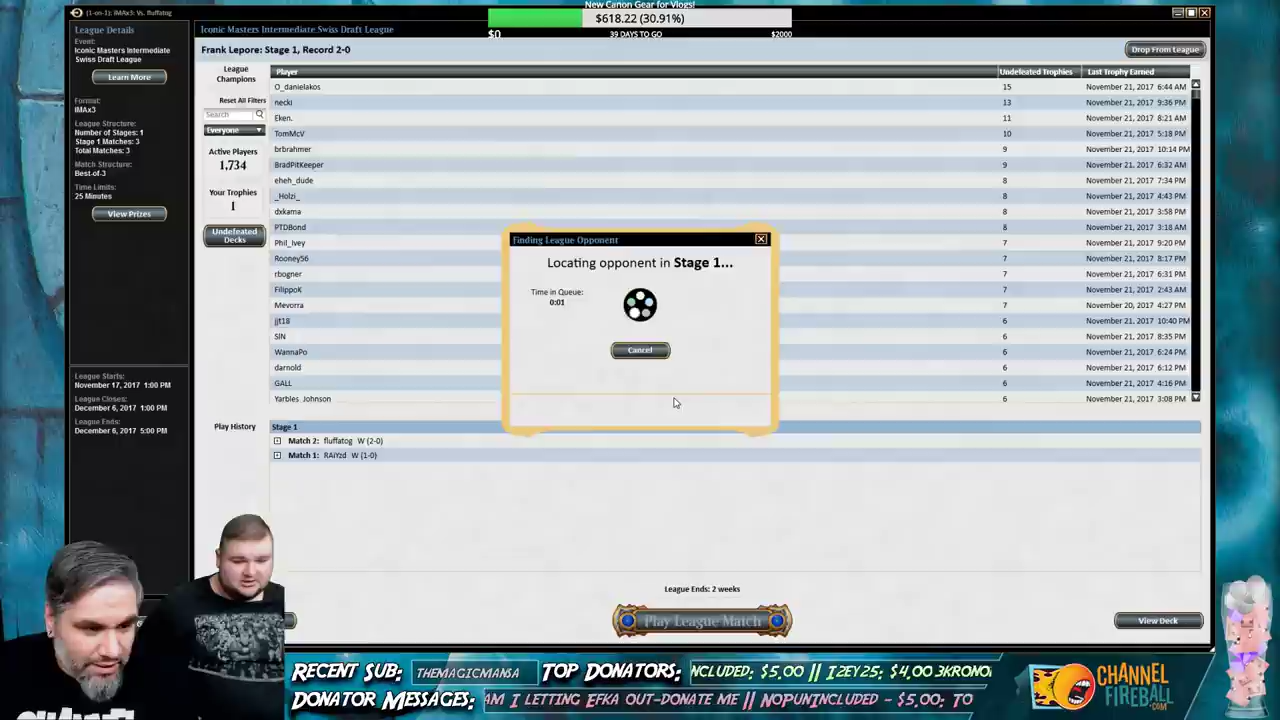 New Canon Gear for Vlogs!
$618.22 (30.91%)
$0
39 DAYS TO GO
$2000
(1-on-1): iMAx3: Vs. fluffatog
League Details
Event:
Iconic Masters Intermediate
Swiss Draft League
Learn More
Format:
iMAx3
League Structure:
Number of Stages: 1
Stage 1 Matches: 3
Total Matches: 3
Match Structure:
Best-of-3
Time Limits:
25 Minutes
View Prizes
League Starts:
November 17, 2017 1:00 PM
League Closes:
December 6, 2017 1:00 PM
League Ends:
December 6, 2017 5:00 PM
Iconic Masters Intermediate Swiss Draft League
Frank Lepore: Stage 1, Record 2-0
Drop From League
League
Champions
Reset All Filters
Search
Everyone
Active Players
1,734
Your Trophies
1
Undefeated
Decks
Player Undefeated Trophies Last Trophy Earned
O_danielakos 15 November 21, 2017 6:44 AM
necki 13 November 21, 2017 9:36 PM
Eken. 11 November 21, 2017 8:21 AM
TomMcV 10 November 21, 2017 5:18 PM
brbrahmer 9 November 21, 2017 10:14 PM
BradPitKeeper 9 November 21, 2017 6:32 AM
eheh_dude 8 November 21, 2017 7:34 PM
_Holzi_ 8 November 21, 2017 4:43 PM
dxkama 8 November 21, 2017 3:58 PM
PTDBond 8 November 21, 2017 3:18 AM
Phil_Ivey 7 November 21, 2017 9:20 PM
Rooney56 7 November 21, 2017 8:17 PM
rbogner 7 November 21, 2017 6:31 PM
FilippoK 7 November 21, 2017 2:43 AM
Mevorra 7 November 20, 2017 4:27 PM
jjt18 6 November 21, 2017 10:40 PM
SIN 6 November 21, 2017 8:35 PM
WannaPo 6 November 21, 2017 6:24 PM
darnold 6 November 21, 2017 6:12 PM
GALL 6 November 21, 2017 4:16 PM
Yarbles_Johnson 6 November 21, 2017 3:08 PM
Finding League Opponent
Locating opponent in Stage 1...
Time in Queue:
0:01
Cancel
Play History
Stage 1
Match 2: fluffatog W (2-0)
Match 1: RAiYzd W (1-0)
League Ends: 2 weeks
Play League Match
View Deck
RECENT SUB: THEMAGICMANIA TOP DONATORS: NCLUDED: $5.00 || I2EY25: $4.00 3KRONO
DONATOR MESSAGES: AM I LETTING EFKA OUT-DONATE ME || NOPUNINCLUDED - $5.00: TO
CHANNEL
FIREBALL
.COM